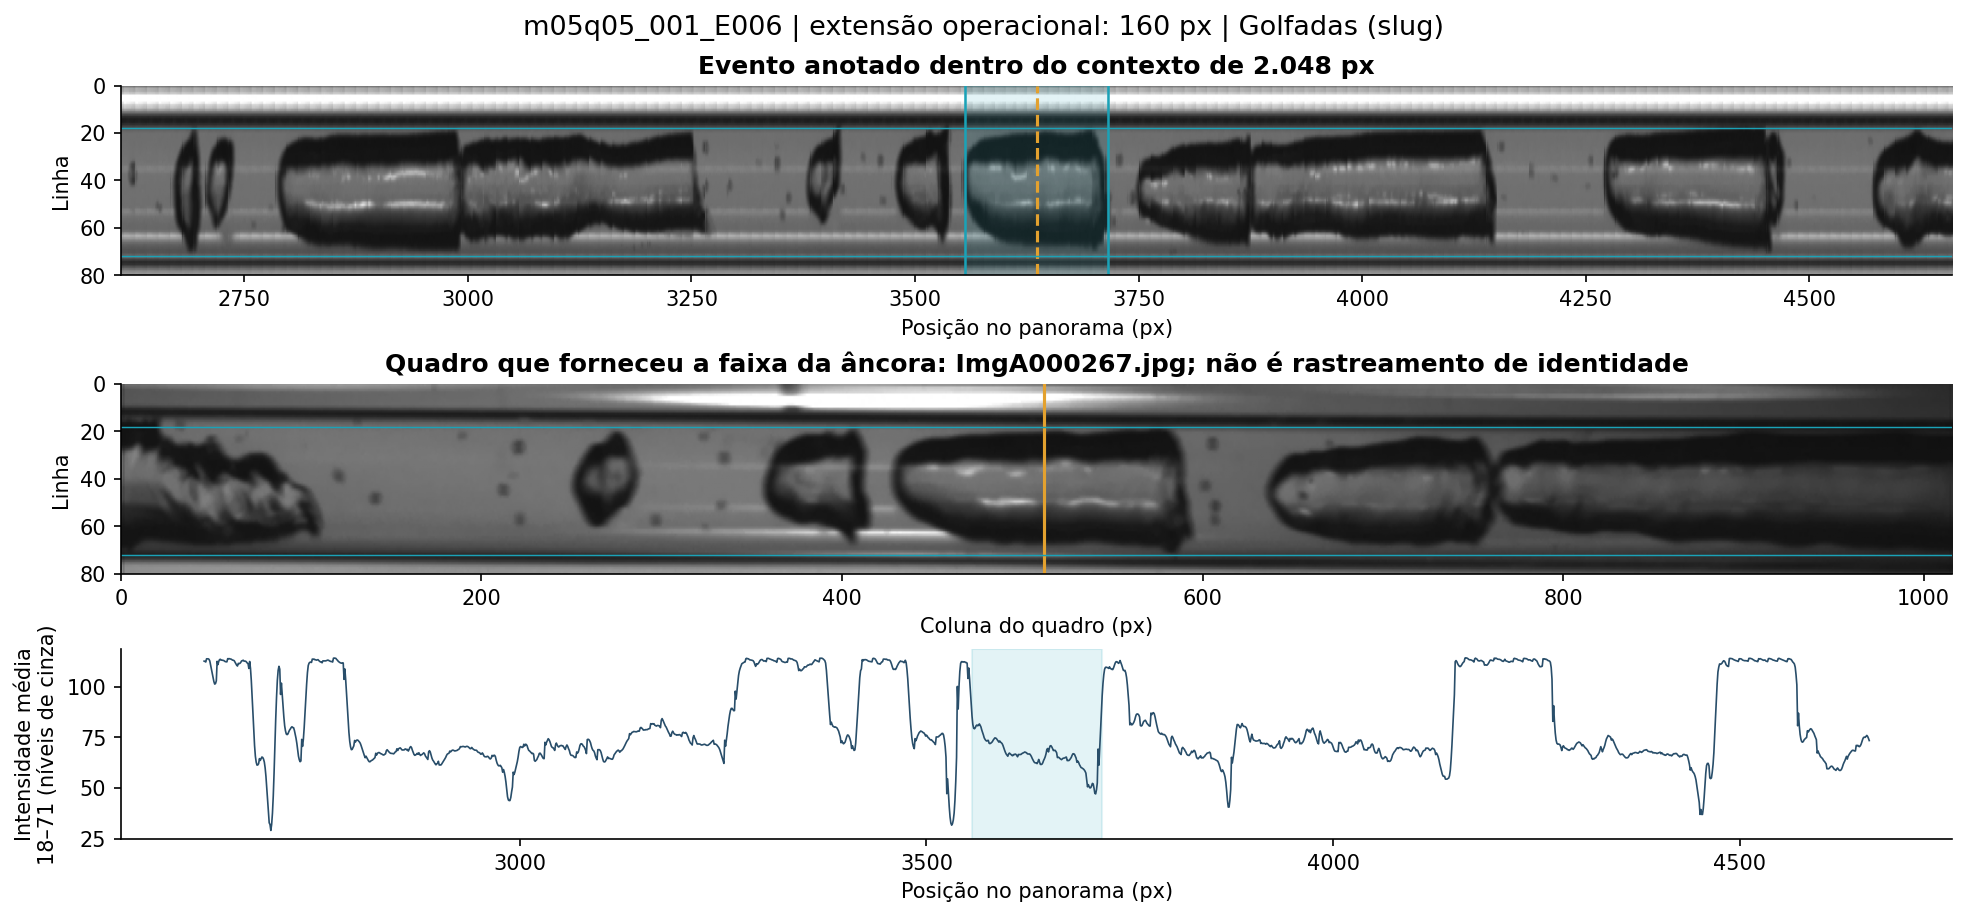 m05q05_001_E006 | extensão operacional: 160 px | Golfadas (slug)
Evento anotado dentro do contexto de 2.048 px
0
20
40
60
80
Linha
2750 3000 3250 3500 3750 4000 4250 4500
Posição no panorama (px)
Quadro que forneceu a faixa da âncora: ImgA000267.jpg; não é rastreamento de identidade
0
20
40
60
80
Linha
0 200 400 600 800 1000
Coluna do quadro (px)
100
75
50
25
Intensidade média
18–71 (níveis de cinza)
3000 3500 4000 4500
Posição no panorama (px)